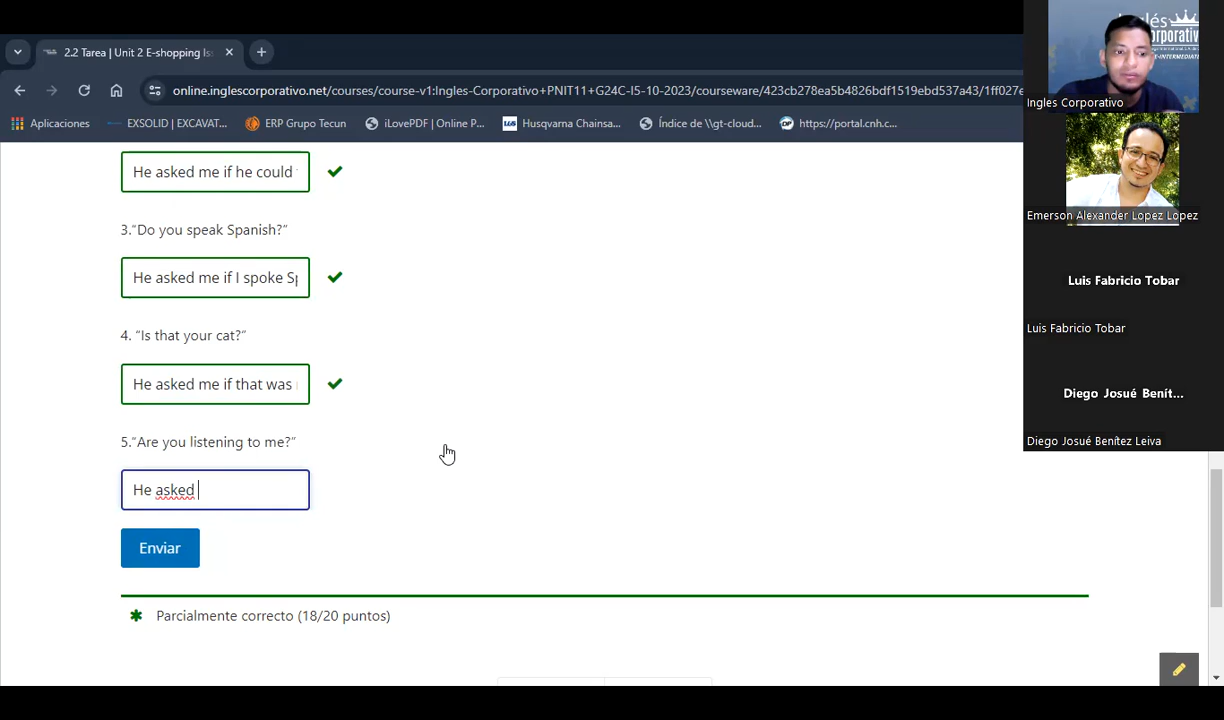 2.2 Tarea | Unit 2 E-shopping Is
online.inglescorporativo.net/courses/course-v1:Ingles-Corporativo+PNIT11+G24C-I5-10-2023/courseware/423cb278ea5b4826bdf1519ebd537a43/1ff027e
Aplicaciones
EXSOLID | EXCAVAT...
ERP Grupo Tecun
iLovePDF | Online P...
Husqvarna Chainsa...
Índice de \\gt-cloud...
https://portal.cnh.c...
He asked me if he could
3."Do you speak Spanish?"
He asked me if I spoke Sp
4. "Is that your cat?"
He asked me if that was
5."Are you listening to me?"
He asked
Enviar
Parcialmente correcto (18/20 puntos)
Inglés
Corporativo
Ingles Corporativo
Emerson Alexander Lopez Lopez
Luis Fabricio Tobar
Luis Fabricio Tobar
Diego Josué Benít...
Diego Josué Benítez Leiva